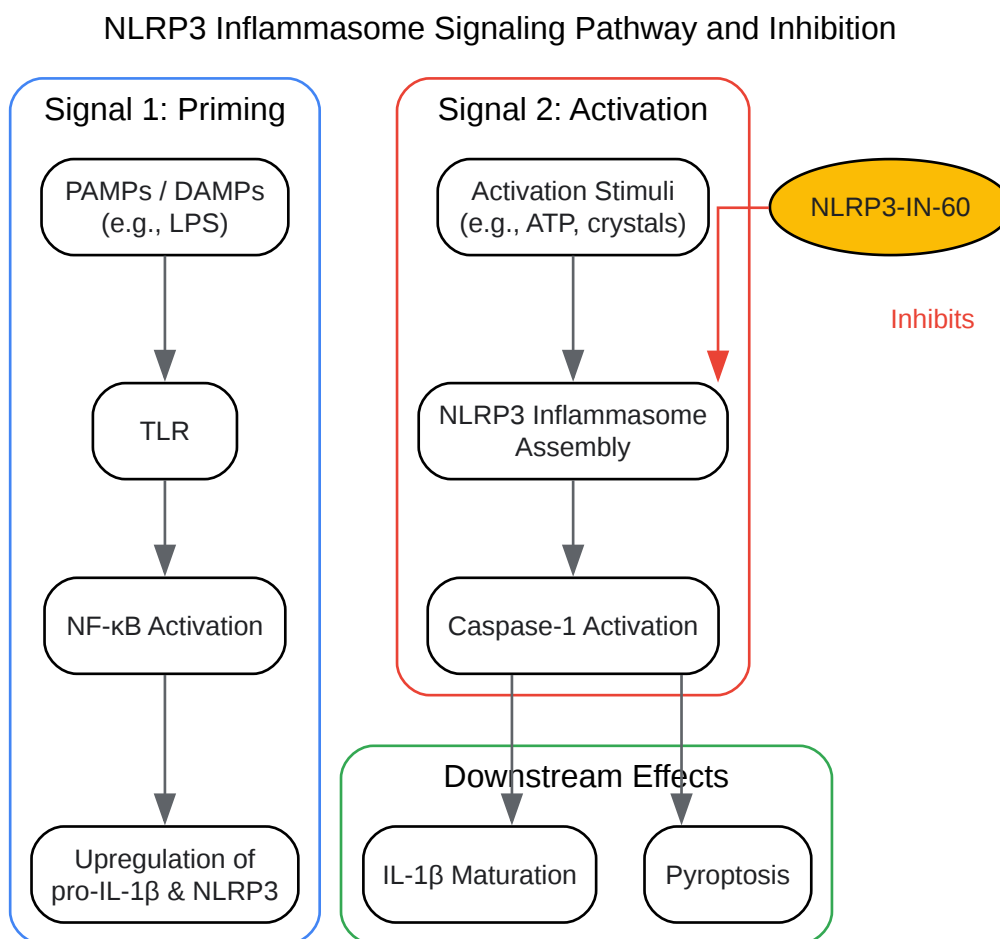 NLRP3 Inflammasome Signaling Pathway and Inhibition
Signal 1: Priming
PAMPs / DAMPs
(e.g., LPS)
TLR
NF-κB Activation
Upregulation of
pro-IL-1β & NLRP3
Signal 2: Activation
Activation Stimuli
(e.g., ATP, crystals)
NLRP3 Inflammasome
Assembly
Caspase-1 Activation
NLRP3-IN-60
Inhibits
Downstream Effects
IL-1β Maturation
Pyroptosis